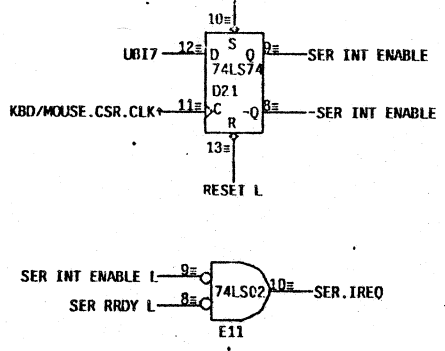 10≡
S
UBI7 12≡ D Q 9≡ SER INT ENABLE
74LS74
D21
KBD/MOUSE.CSR.CLK↑ 11≡ C -Q 8≡ -SER INT ENABLE
R
13≡
RESET L
SER INT ENABLE L 9≡
74LS02 10≡ SER.IREQ
SER RRDY L 8≡
E11